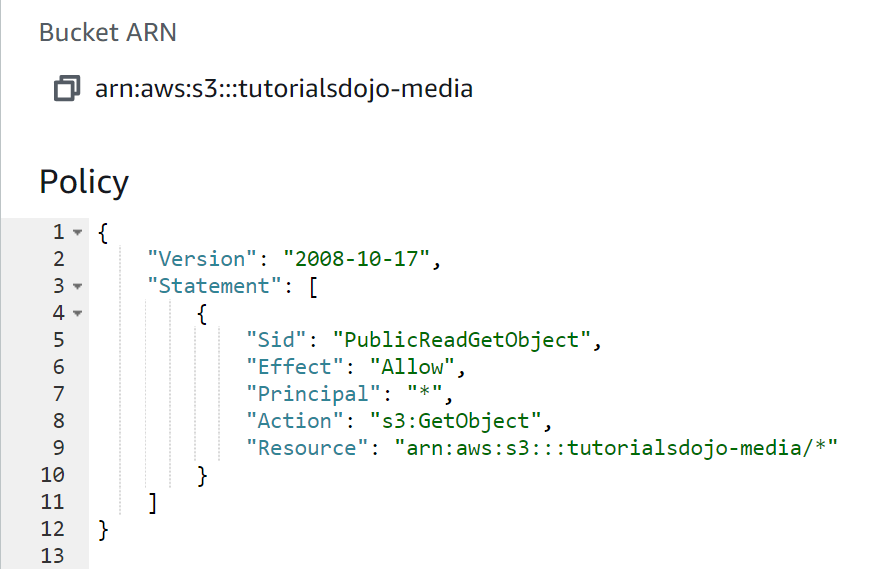 Bucket ARN
arn:aws:s3:::tutorialsdojo-media
Policy
1 {
2 "Version": "2008-10-17",
3 "Statement": [
4 {
5 "Sid": "PublicReadGetObject",
6 "Effect": "Allow",
7 "Principal": "*",
8 "Action": "s3:GetObject",
9 "Resource": "arn:aws:s3:::tutorialsdojo-media/*"
10 }
11 ]
12 }
13